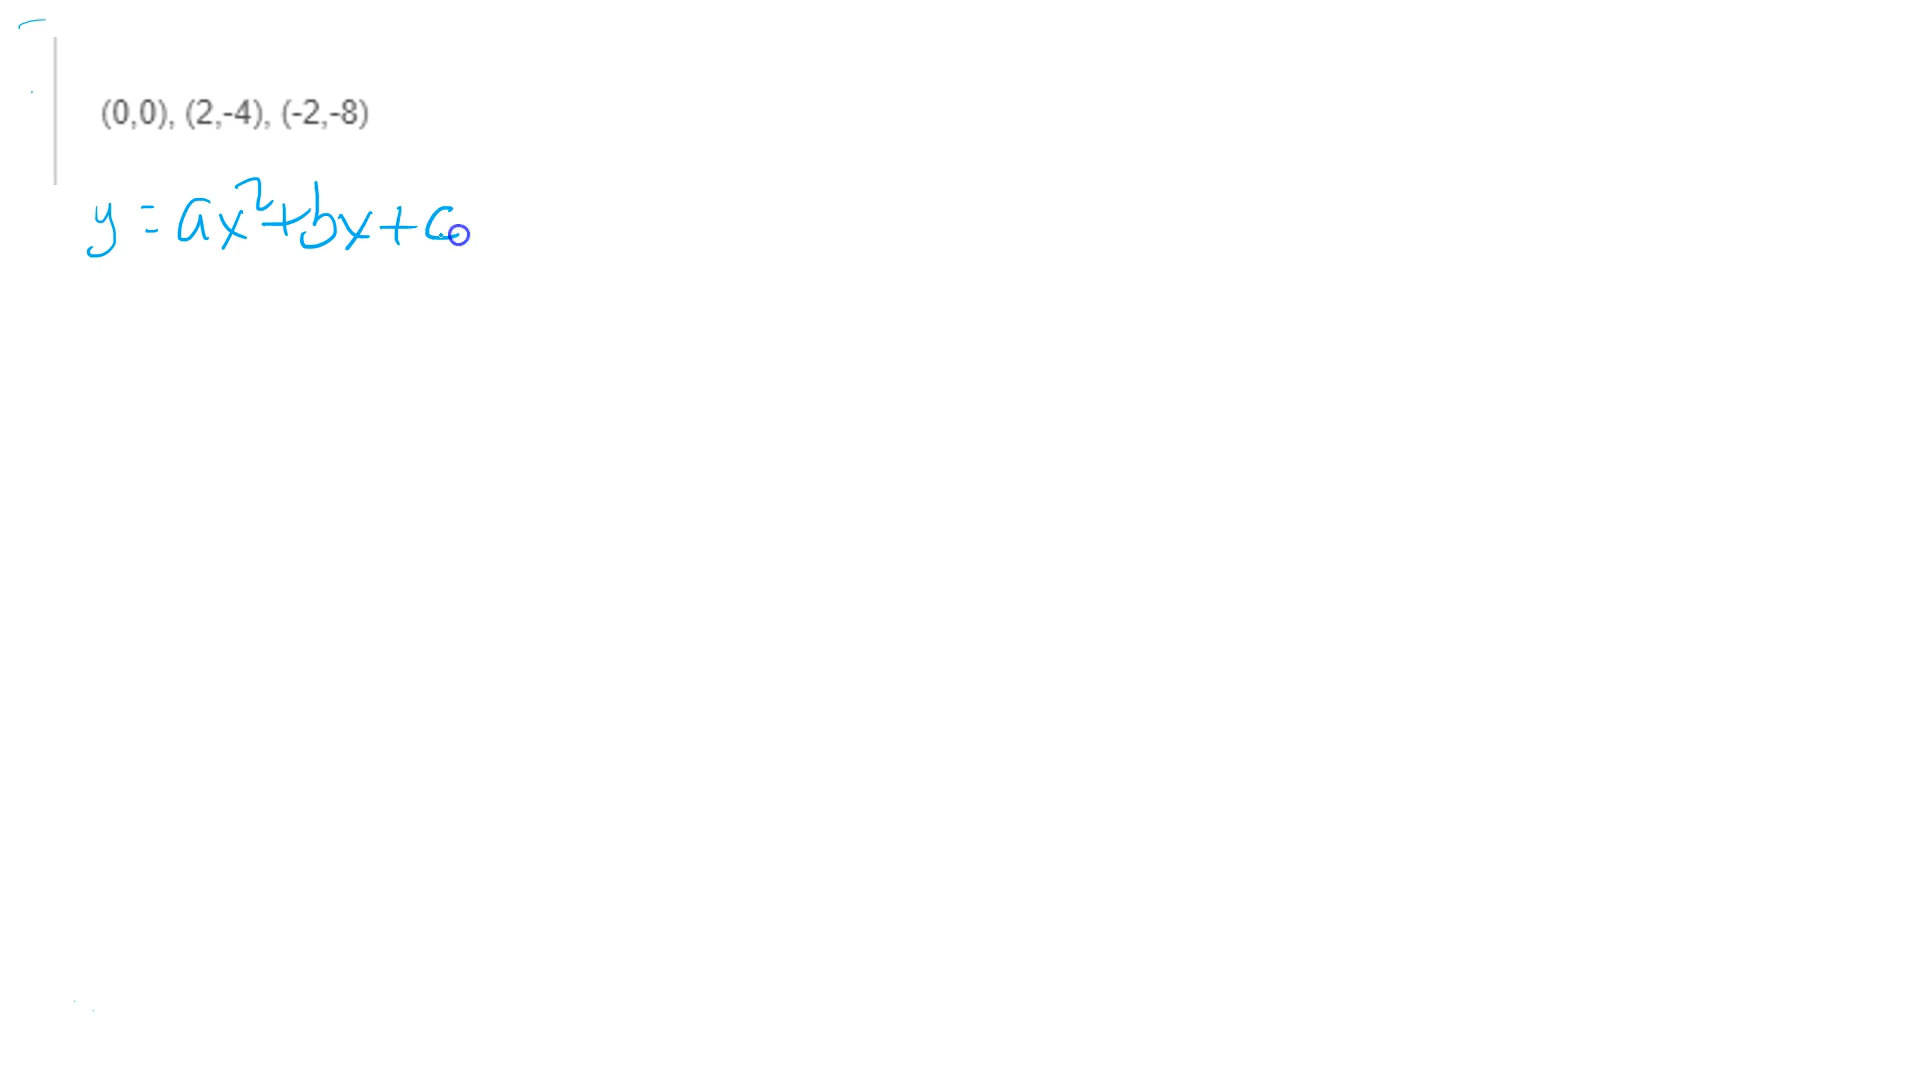 (0,0), (2,-4), (-2,-8)
y = ax²+bx+c